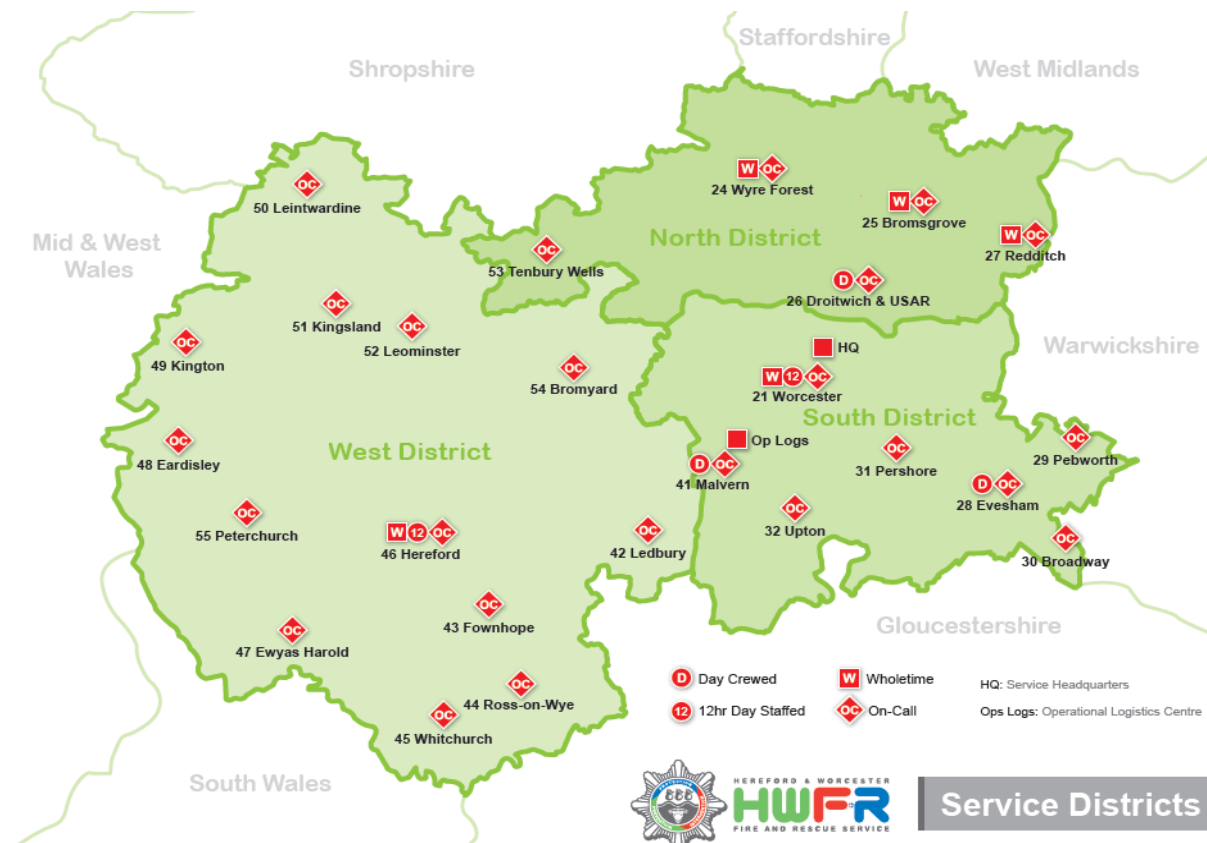 Staffordshire
Shropshire
West Midlands
W OC
24 Wyre Forest
OC
50 Leintwardine
W OC
25 Bromsgrove
Mid & West
Wales
North District
W OC
27 Redditch
OC
53 Tenbury Wells
D OC
26 Droitwich & USAR
OC
51 Kingsland
OC
52 Leominster
OC
49 Kington
HQ
Warwickshire
OC
54 Bromyard
W 12 OC
21 Worcester
South District
OC
48 Eardisley
West District
Op Logs
D OC
41 Malvern
OC
31 Pershore
OC
29 Pebworth
D OC
28 Evesham
OC
55 Peterchurch
W 12 OC
46 Hereford
OC
42 Ledbury
OC
32 Upton
OC
30 Broadway
OC
43 Fownhope
OC
47 Ewyas Harold
Gloucestershire
OC
44 Ross-on-Wye
OC
45 Whitchurch
D Day Crewed
W Wholetime
HQ: Service Headquarters
12 12hr Day Staffed
OC On-Call
Ops Logs: Operational Logistics Centre
South Wales
HEREFORD & WORCESTER
HWFR
FIRE AND RESCUE SERVICE
Service Districts